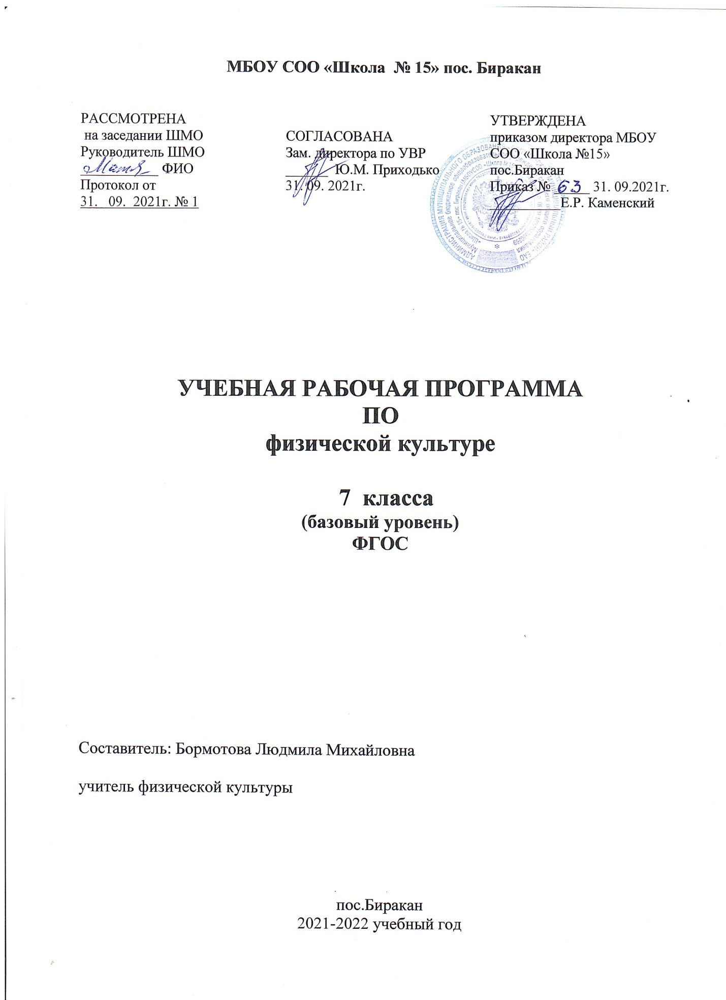 МБОУ СОО «Школа № 15» пос. Биракан
РАССМОТРЕНА
на заседании ШМО
Руководитель ШМО
___________ ФИО
Протокол от
31. 09. 2021г. № 1
СОГЛАСОВАНА
Зам. директора по УВР
______ Ю.М. Приходько
31. 09. 2021г.
УТВЕРЖДЕНА
приказом директора МБОУ
СОО «Школа №15»
пос.Биракан
Приказ № 63 31. 09.2021г.
__________Е.Р. Каменский
УЧЕБНАЯ РАБОЧАЯ ПРОГРАММА
ПО
физической культуре
7 класса
(базовый уровень)
ФГОС
Составитель: Бормотова Людмила Михайловна
учитель физической культуры
пос.Биракан
2021-2022 учебный год